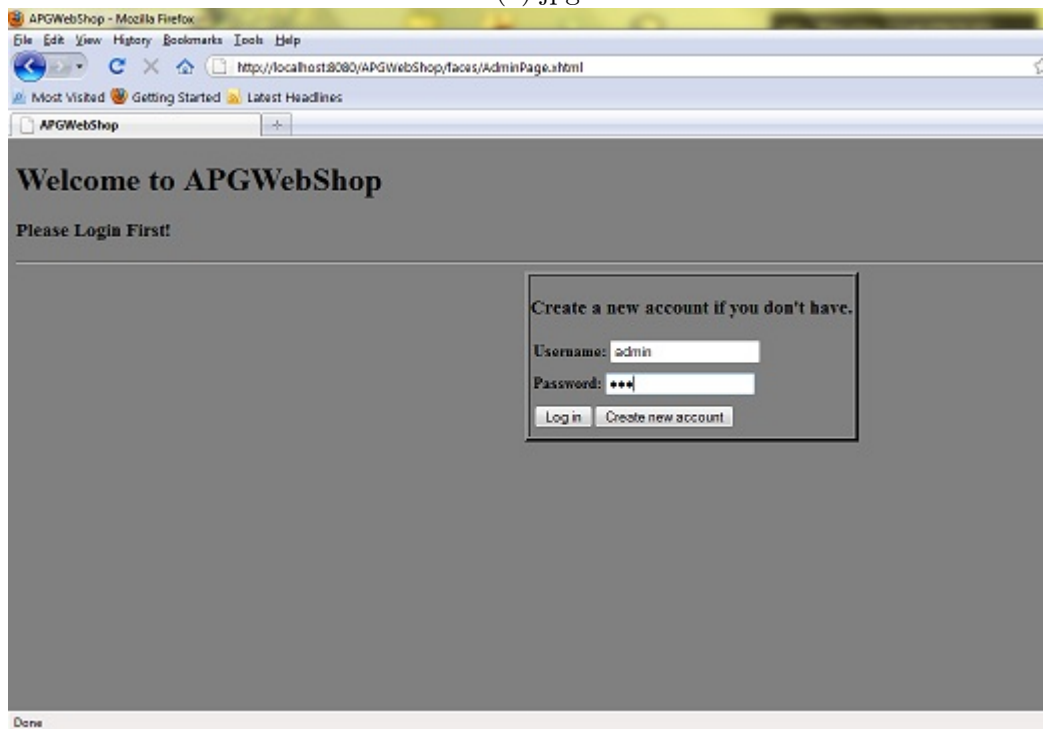 APGWebShop - Mozilla Firefox
File Edit View History Bookmarks Tools Help
http://localhost:8080/APGWebShop/faces/AdminPage.xhtml
Most Visited Getting Started Latest Headlines
APGWebShop
Welcome to APGWebShop
Please Login First!
Create a new account if you don't have.
Username: admin
Password: •••
Log in Create new account
Done